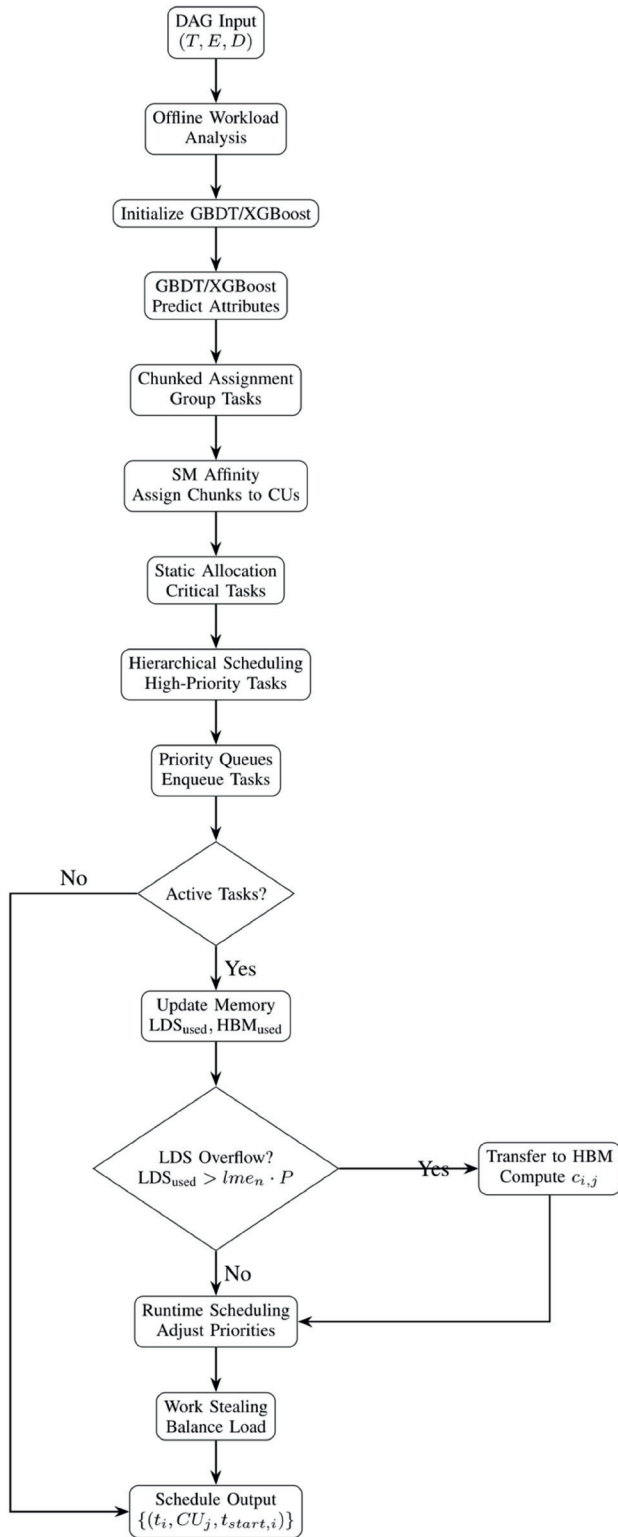 DAG Input
(T, E, D)
Offline Workload
Analysis
Initialize GBDT/XGBoost
GBDT/XGBoost
Predict Attributes
Chunked Assignment
Group Tasks
SM Affinity
Assign Chunks to CUs
Static Allocation
Critical Tasks
Hierarchical Scheduling
High-Priority Tasks
Priority Queues
Enqueue Tasks
No
Active Tasks?
Yes
Update Memory
LDS_used, HBM_used
LDS Overflow?
LDS_used > lme_n · P
Yes
Transfer to HBM
Compute c_{i,j}
No
Runtime Scheduling
Adjust Priorities
Work Stealing
Balance Load
Schedule Output
{(t_i, CU_j, t_{start,i})}